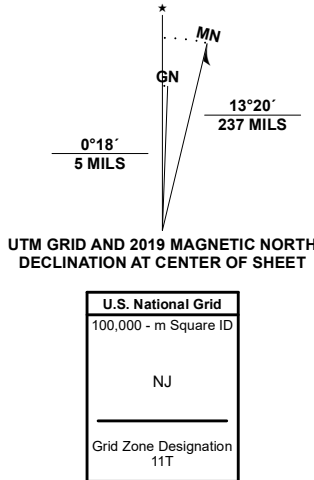 ★
MN
GN
13°20´
237 MILS
0°18´
5 MILS
UTM GRID AND 2019 MAGNETIC NORTH
DECLINATION AT CENTER OF SHEET
U.S. National Grid
100,000 - m Square ID
NJ
Grid Zone Designation
11T